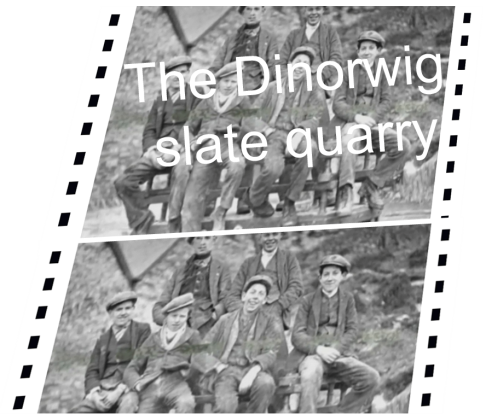 The Dinorwig
slate quarry